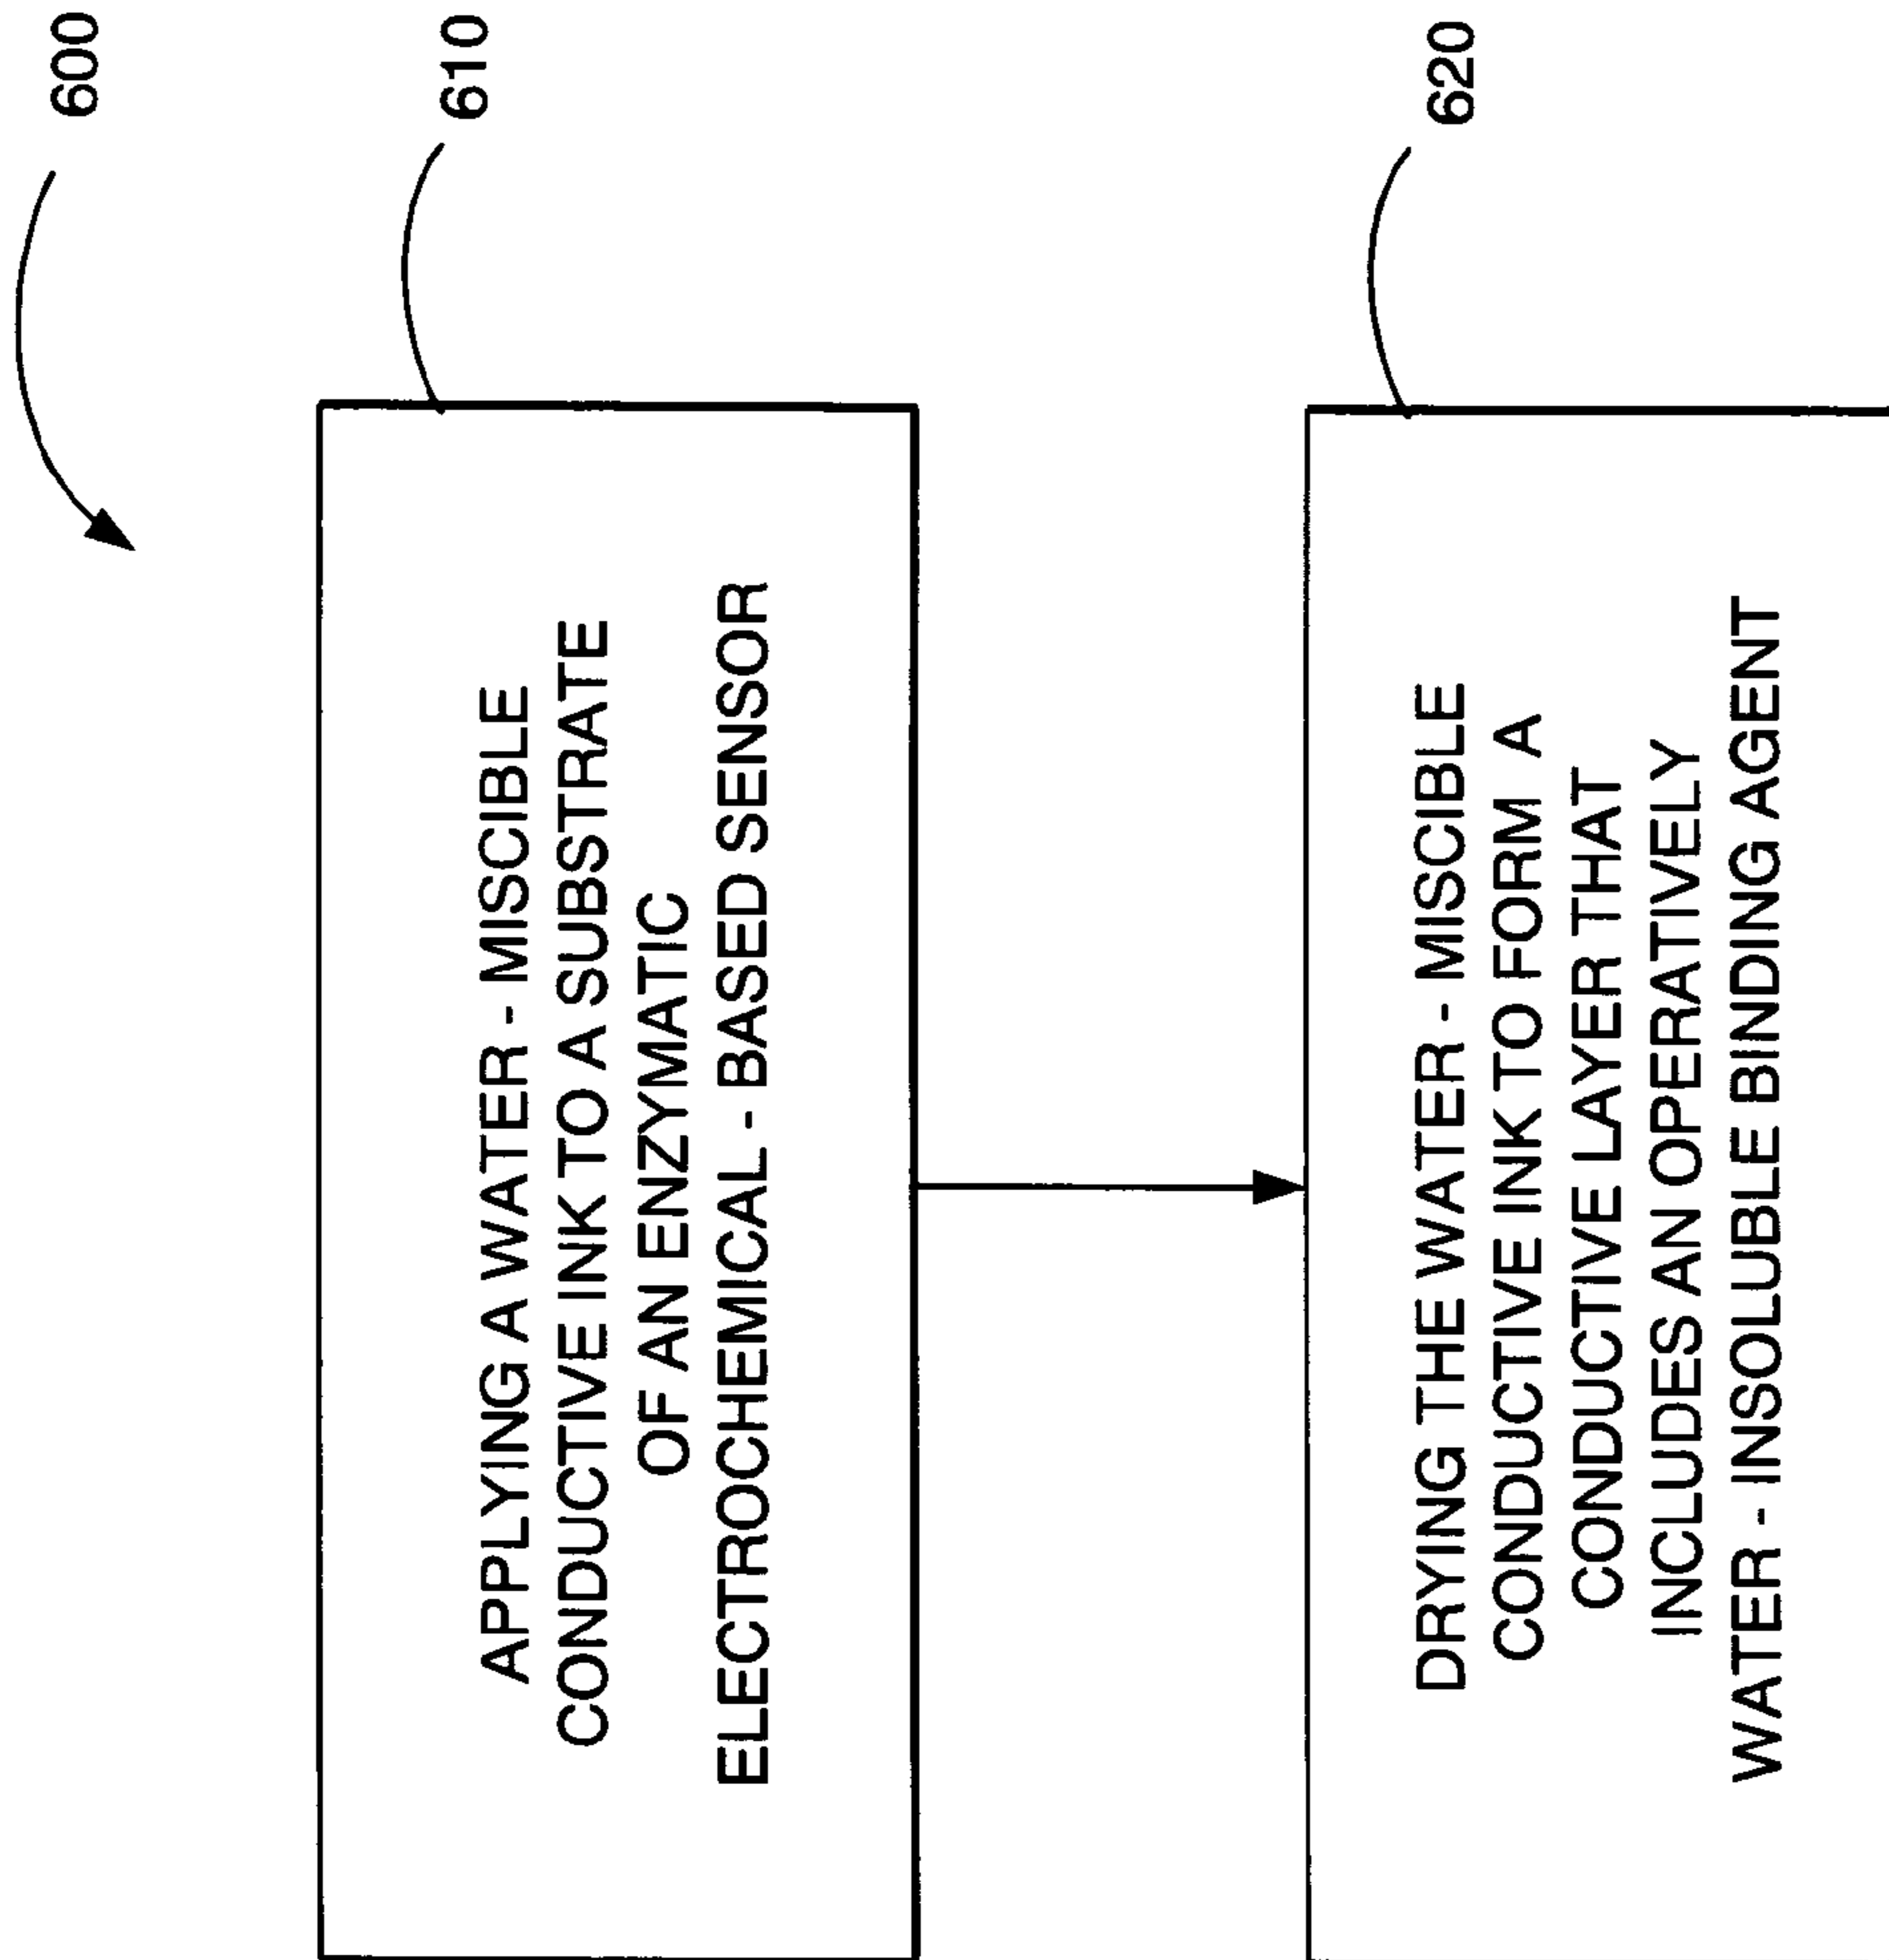 600
610
APPLYING A WATER - MISCIBLE
CONDUCTIVE INK TO A SUBSTRATE
OF AN ENZYMATIC
ELECTROCHEMICAL - BASED SENSOR
620
DRYING THE WATER - MISCIBLE
CONDUCTIVE INK TO FORM A
CONDUCTIVE LAYER THAT
INCLUDES AN OPERATIVELY
WATER - INSOLUBLE BINDING AGENT